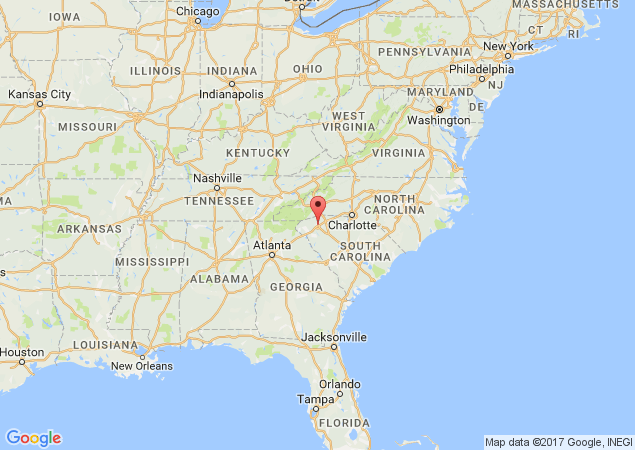 MASSACHUSETTS
IOWA
Chicago
CT
RI
New York
PENNSYLVANIA
OHIO
ILLINOIS
INDIANA
Philadelphia
Indianapolis
MARYLAND
NJ
Kansas City
DE
Washington
WEST
VIRGINIA
MISSOURI
KENTUCKY
VIRGINIA
Nashville
TENNESSEE
NORTH
CAROLINA
Charlotte
ARKANSAS
Atlanta
SOUTH
CAROLINA
MISSISSIPPI
ALABAMA
GEORGIA
Jacksonville
LOUISIANA
Houston
New Orleans
Orlando
Tampa
FLORIDA
Google
Map data ©2017 Google, INEGI